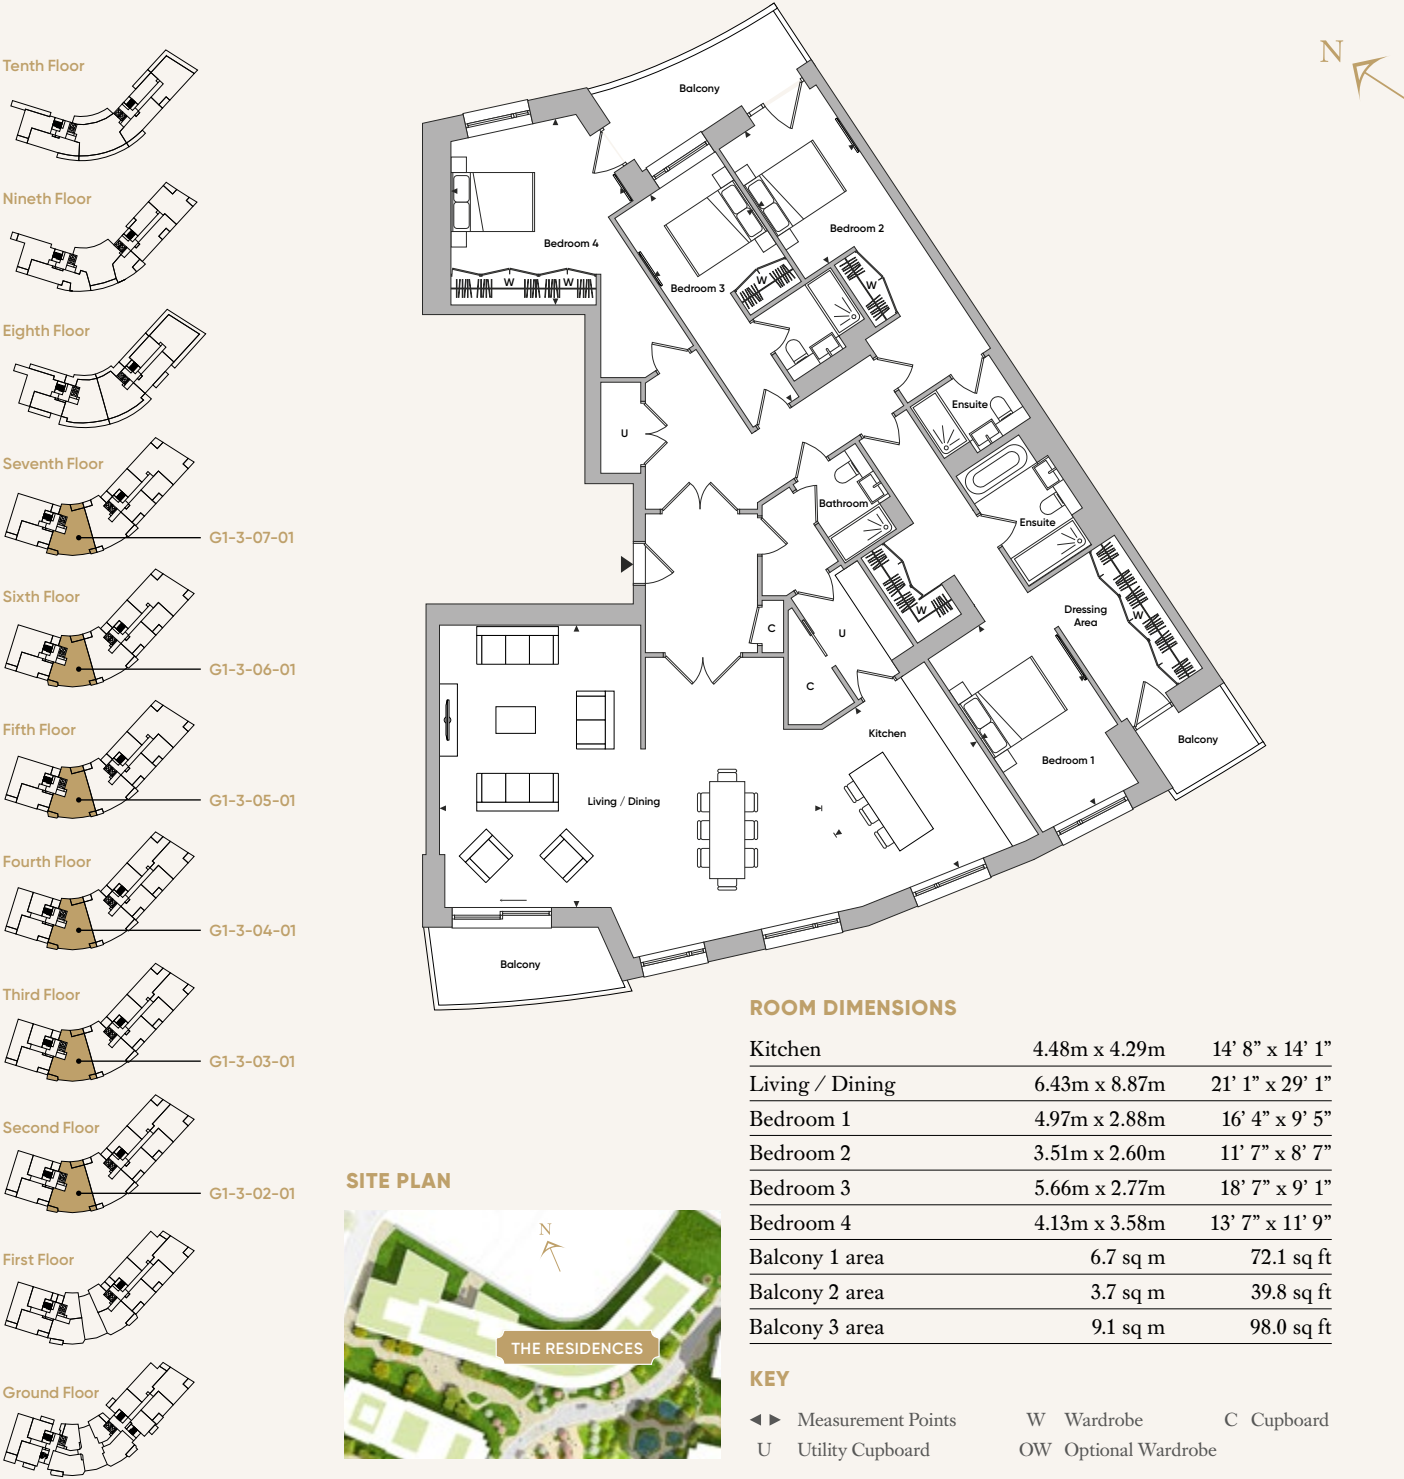 Tenth Floor
Nineth Floor
Eighth Floor
Seventh Floor
G1-3-07-01
Sixth Floor
G1-3-06-01
Fifth Floor
G1-3-05-01
Fourth Floor
G1-3-04-01
Third Floor
G1-3-03-01
Second Floor
G1-3-02-01
First Floor
Ground Floor
N
Balcony
Bedroom 4
W W
Bedroom 3
W
Bedroom 2
W
U
Ensuite
Bathroom
Ensuite
W
Dressing
Area
W
C
U
C
Kitchen
Bedroom 1
Balcony
Living / Dining
Balcony
SITE PLAN
N
THE RESIDENCES
ROOM DIMENSIONS
Kitchen 4.48m x 4.29m 14’ 8” x 14’ 1”
Living / Dining 6.43m x 8.87m 21’ 1” x 29’ 1”
Bedroom 1 4.97m x 2.88m 16’ 4” x 9’ 5”
Bedroom 2 3.51m x 2.60m 11’ 7” x 8’ 7”
Bedroom 3 5.66m x 2.77m 18’ 7” x 9’ 1”
Bedroom 4 4.13m x 3.58m 13’ 7” x 11’ 9”
Balcony 1 area 6.7 sq m 72.1 sq ft
Balcony 2 area 3.7 sq m 39.8 sq ft
Balcony 3 area 9.1 sq m 98.0 sq ft
KEY
Measurement Points W Wardrobe C Cupboard
U Utility Cupboard OW Optional Wardrobe